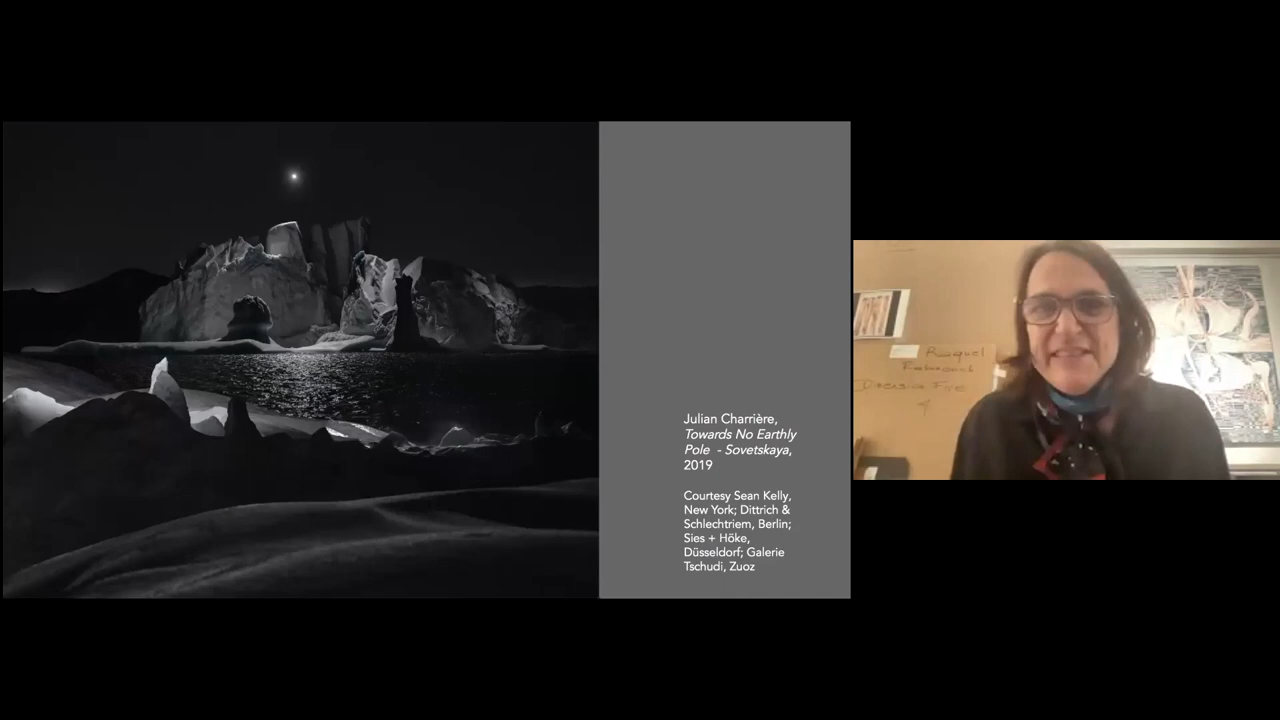 Julian Charrière,
Towards No Earthly
Pole - Sovetskaya,
2019
Courtesy Sean Kelly,
New York; Dittrich &
Schlechtriem, Berlin;
Sies + Höke,
Düsseldorf; Galerie
Tschudi, Zuoz
Raquel